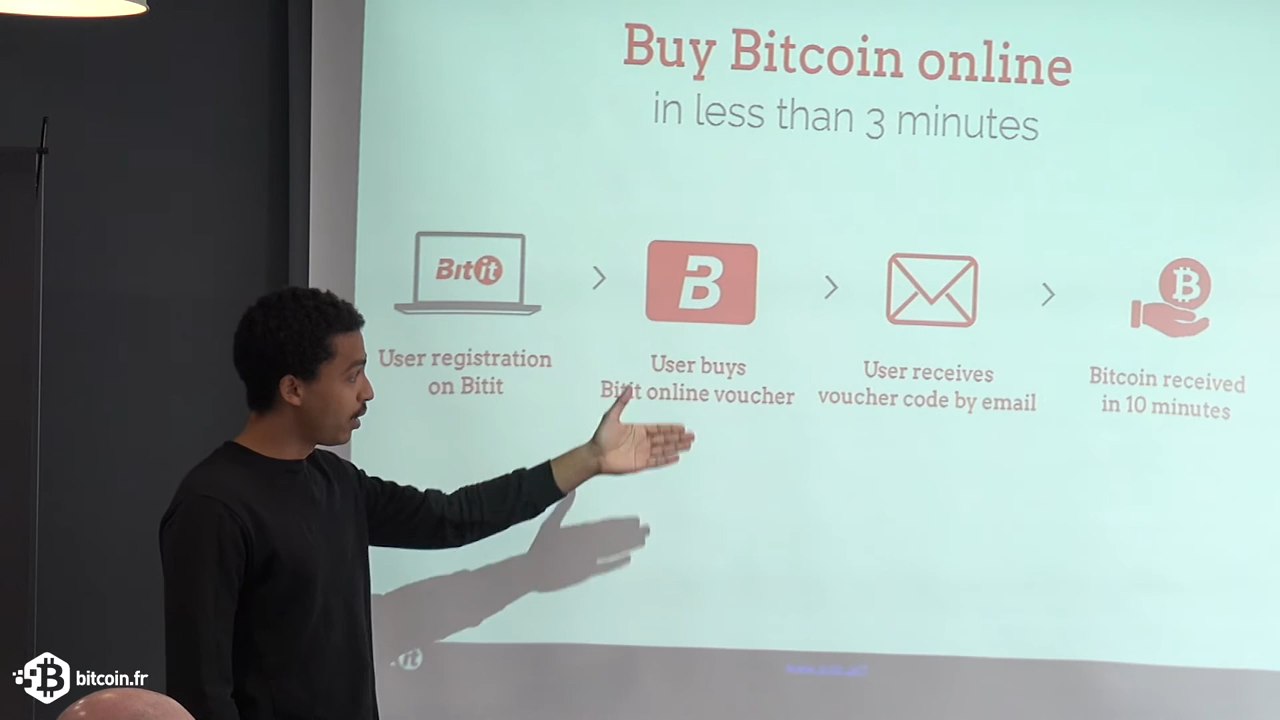 Buy Bitcoin online
in less than 3 minutes
Bitit
User registration
on Bitit
B
User buys
Bitit online voucher
User receives
voucher code by email
B
Bitcoin received
in 10 minutes
.it
B
bitcoin.fr